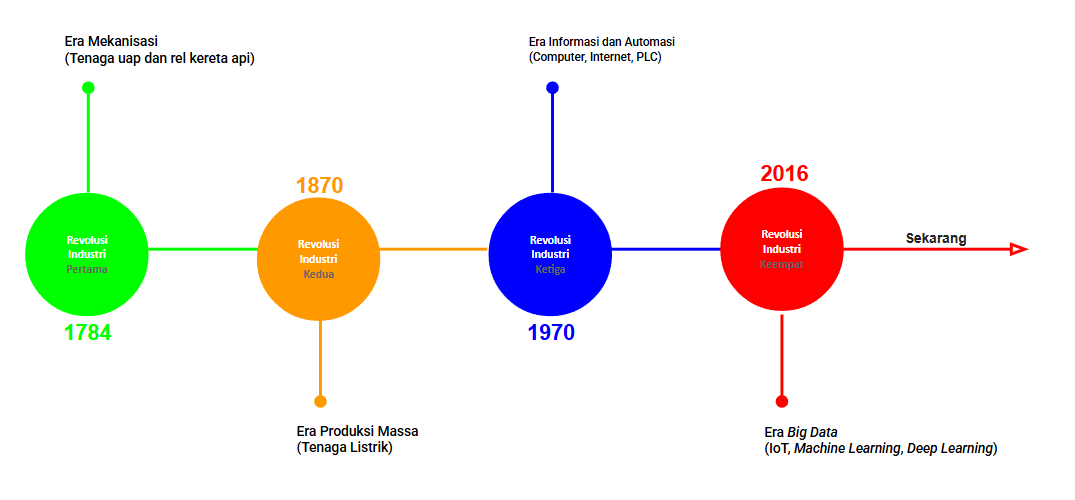 Era Mekanisasi
(Tenaga uap dan rel kereta api)
Revolusi
Industri
Pertama
1784
1870
Revolusi
Industri
Kedua
Era Produksi Massa
(Tenaga Listrik)
Era Informasi dan Automasi
(Computer, Internet, PLC)
Revolusi
Industri
Ketiga
1970
2016
Revolusi
Industri
Keempat
Era Big Data
(IoT, Machine Learning, Deep Learning)
Sekarang